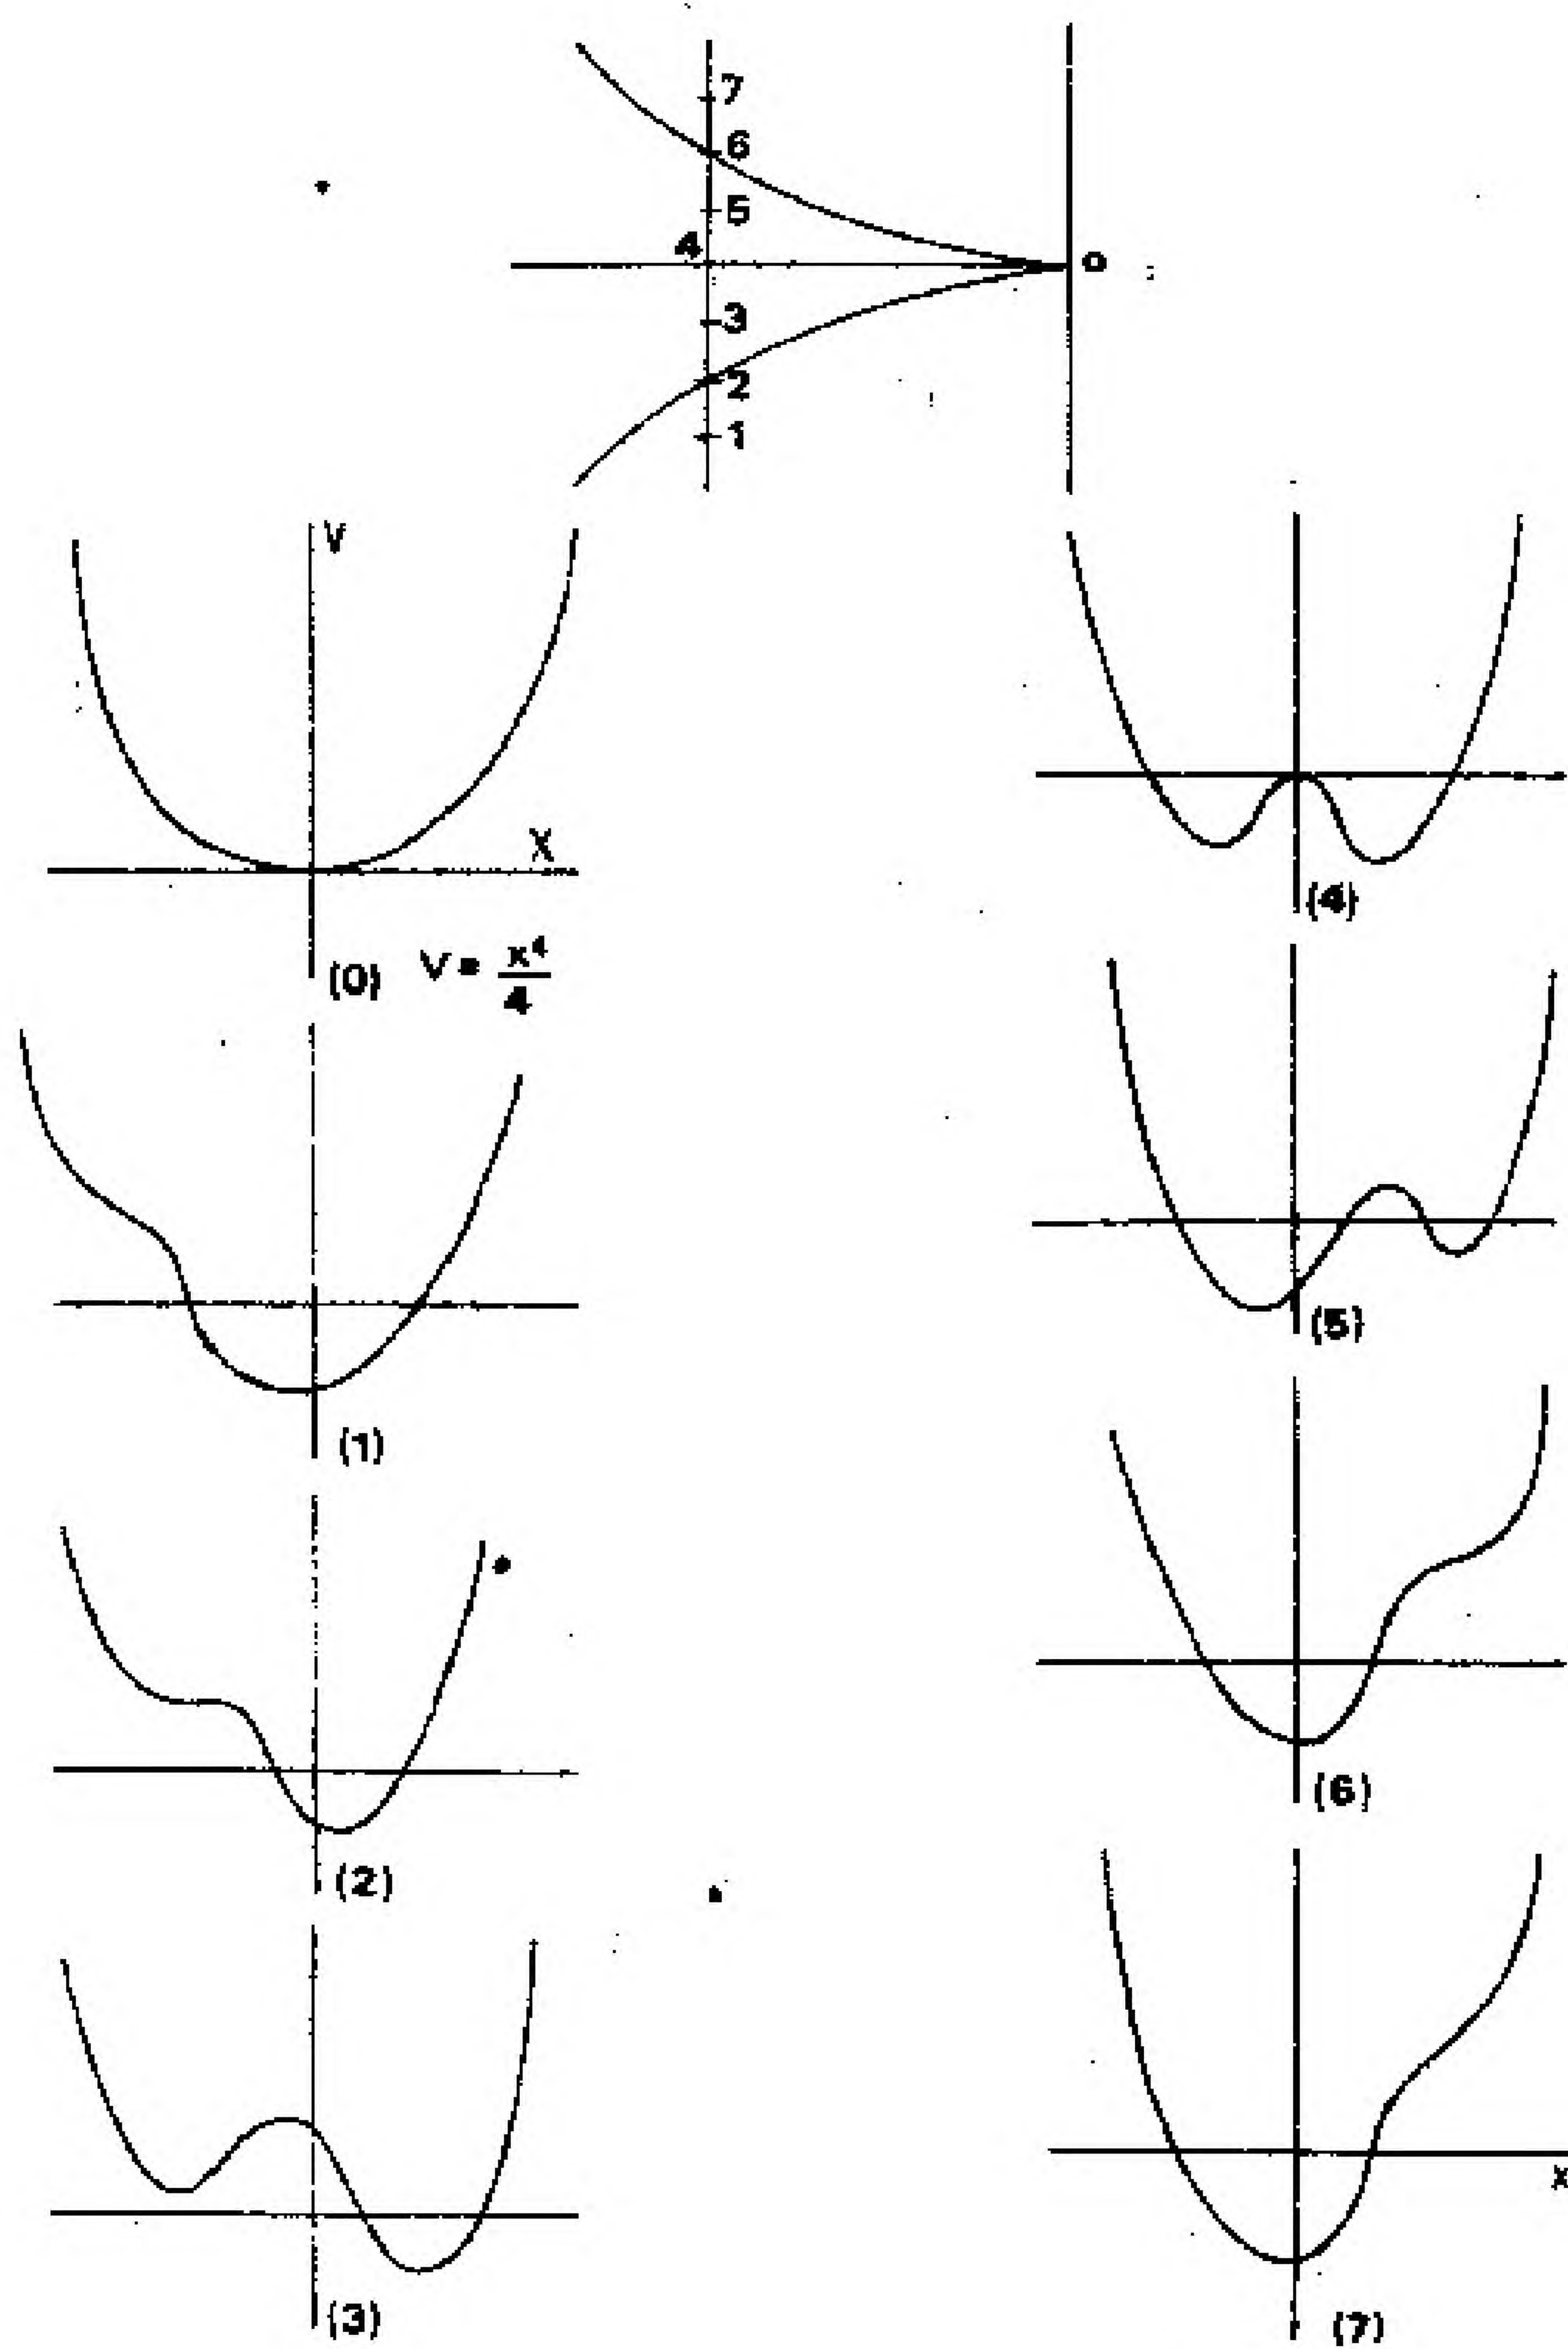 7
6
5
4
o
3
2
1
V
X
(0) V = x⁴/4
(1)
(2)
(3)
(4)
(5)
(6)
x
(7)